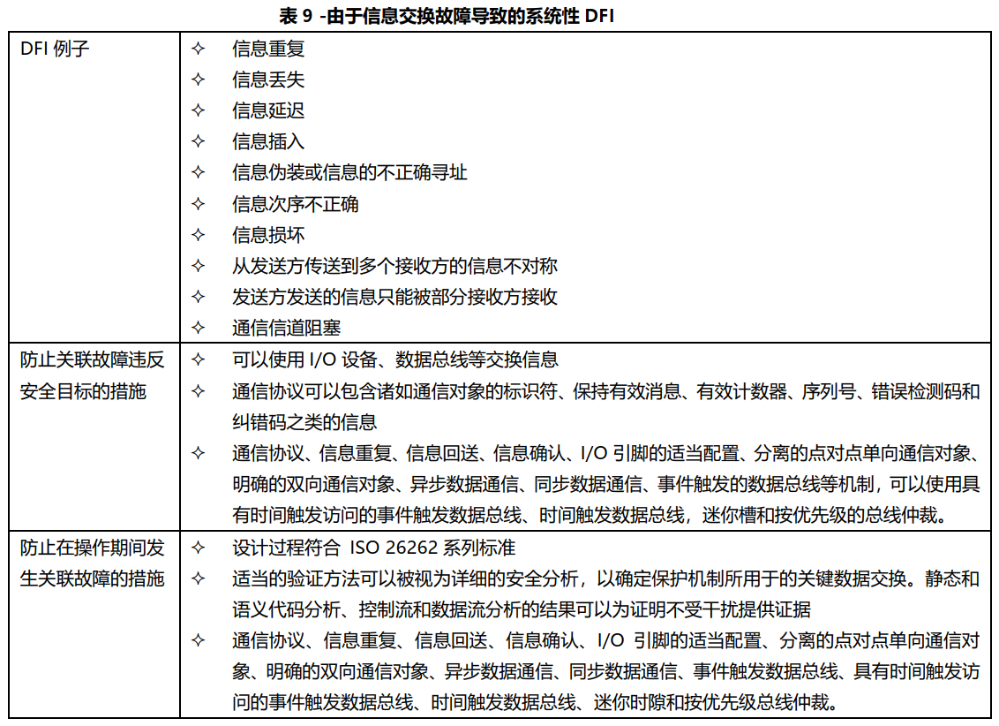 表 9 -由于信息交换故障导致的系统性 DFI
DFI 例子
✧ 信息重复
✧ 信息丢失
✧ 信息延迟
✧ 信息插入
✧ 信息伪装或信息的不正确寻址
✧ 信息次序不正确
✧ 信息损坏
✧ 从发送方传送到多个接收方的信息不对称
✧ 发送方发送的信息只能被部分接收方接收
✧ 通信信道阻塞
防止关联故障违反
安全目标的措施
✧ 可以使用 I/O 设备、数据总线等交换信息
✧ 通信协议可以包含诸如通信对象的标识符、保持有效消息、有效计数器、序列号、错误检测码和
纠错码之类的信息
✧ 通信协议、信息重复、信息回送、信息确认、I/O 引脚的适当配置、分离的点对点单向通信对象、
明确的双向通信对象、异步数据通信、同步数据通信、事件触发的数据总线等机制，可以使用具
有时间触发访问的事件触发数据总线、时间触发数据总线，迷你槽和按优先级的总线仲裁。
防止在操作期间发
生关联故障的措施
✧ 设计过程符合 ISO 26262 系列标准
✧ 适当的验证方法可以被视为详细的安全分析，以确定保护机制所用于的关键数据交换。静态和
语义代码分析、控制流和数据流分析的结果可以为证明不受干扰提供证据
✧ 通信协议、信息重复、信息回送、信息确认、I/O 引脚的适当配置、分离的点对点单向通信对
象、明确的双向通信对象、异步数据通信、同步数据通信、事件触发数据总线、具有时间触发访
问的事件触发数据总线、时间触发数据总线、迷你时隙和按优先级总线仲裁。